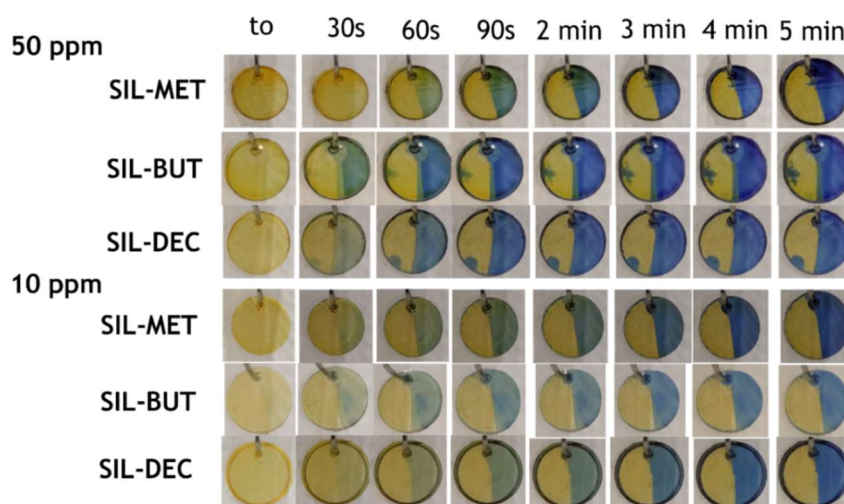 to 30s 60s 90s 2 min 3 min 4 min 5 min
50 ppm
SIL-MET
SIL-BUT
SIL-DEC
10 ppm
SIL-MET
SIL-BUT
SIL-DEC